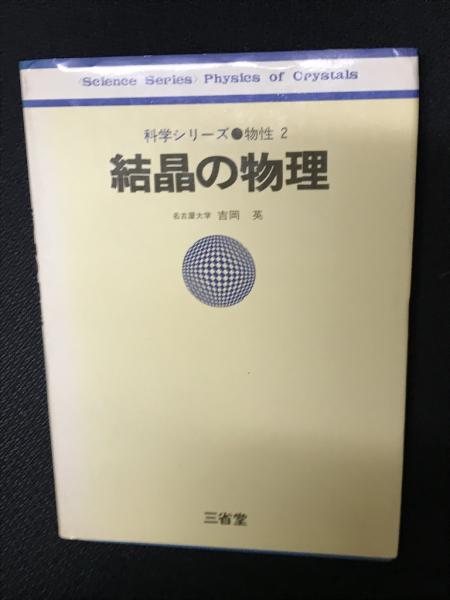 〈Science Series〉 Physics of Crystals
科学シリーズ●物性 2
結晶の物理
名古屋大学 吉岡 英
三省堂